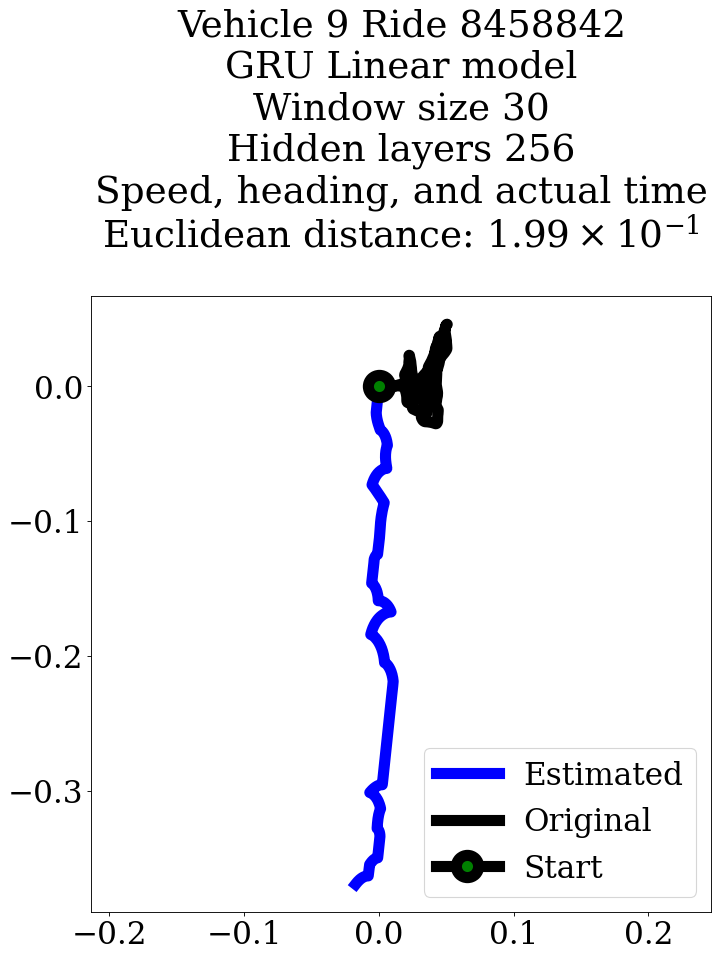 Vehicle 9 Ride 8458842
GRU Linear model
Window size 30
Hidden layers 256
Speed, heading, and actual time
Euclidean distance: 1.99 × 10⁻¹
0.0
−0.1
−0.2
−0.3
Estimated
Original
Start
−0.2 −0.1 0.0 0.1 0.2